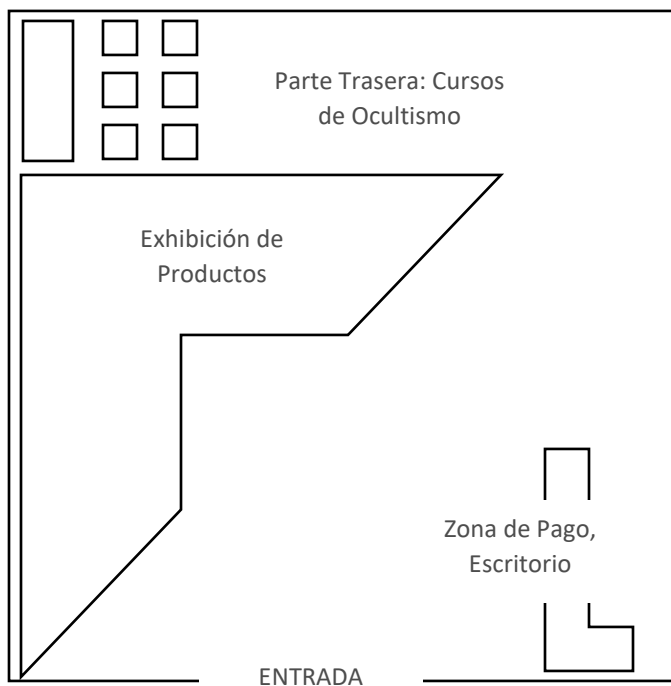 Parte Trasera: Cursos
de Ocultismo
Exhibición de
Productos
Zona de Pago,
Escritorio
ENTRADA